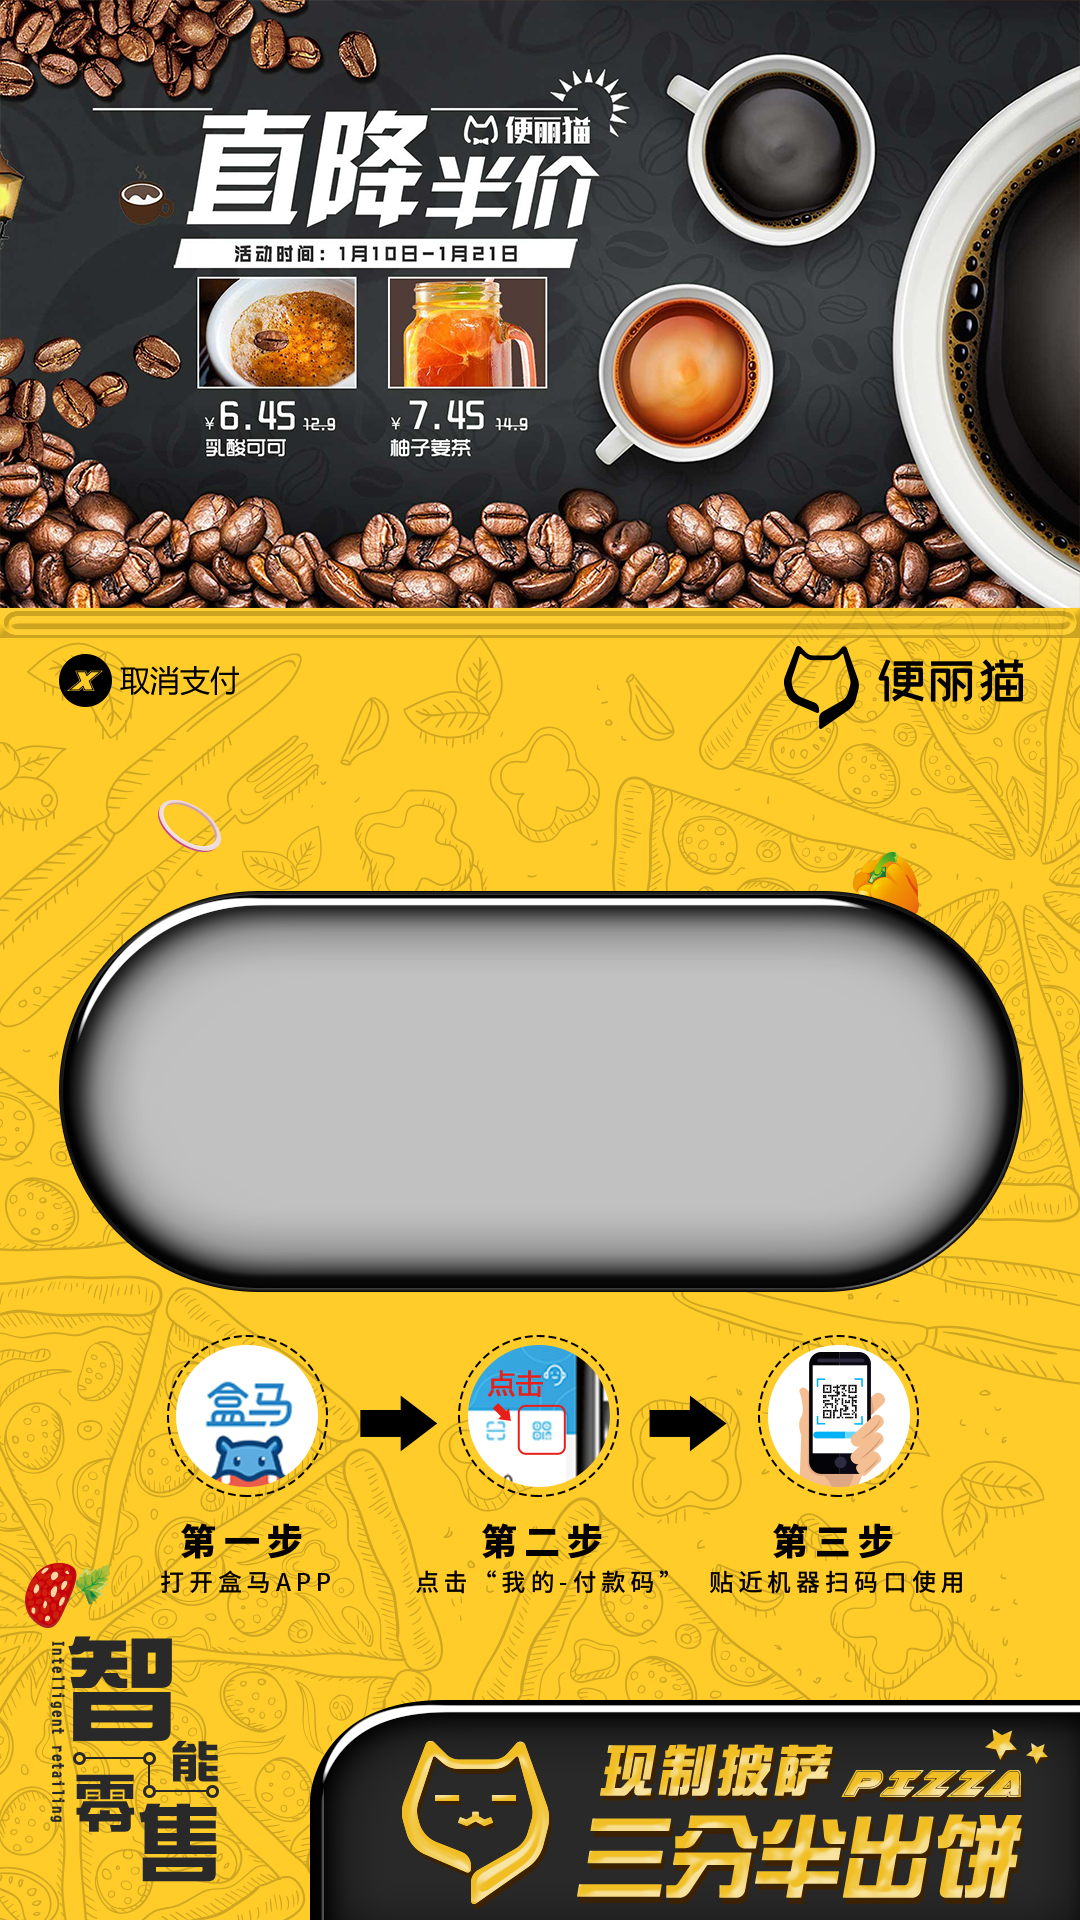 直降半价
便丽猫
活动时间：1月10日-1月21日
¥6.45 12.9
乳酸可可
¥7.45 14.9
柚子姜茶
X 取消支付
便丽猫
盒马
点击
第一步
打开盒马APP
第二步
点击“我的-付款码”
第三步
贴近机器扫码口使用
智能零售
Intelligent retailing
现制披萨 PIZZA
三分半出饼